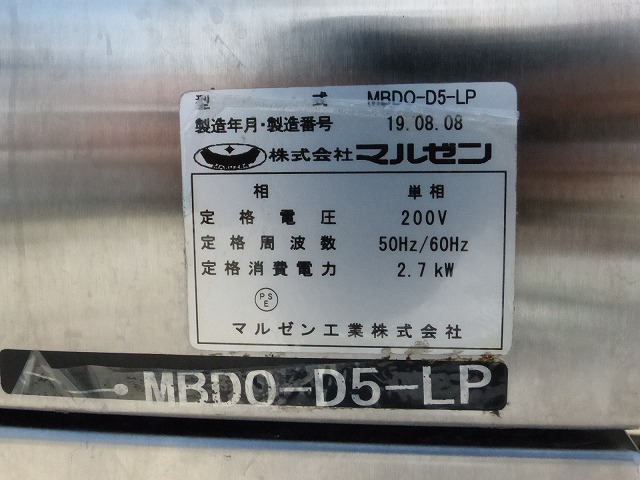 型式 MBDO-D5-LP
製造年月・製造番号 19.08.08
MARUZEN 株式会社 マルゼン
相 単相
定格電圧 200V
定格周波数 50Hz/60Hz
定格消費電力 2.7kW
PSE
マルゼン工業株式会社
MBDO-D5-LP